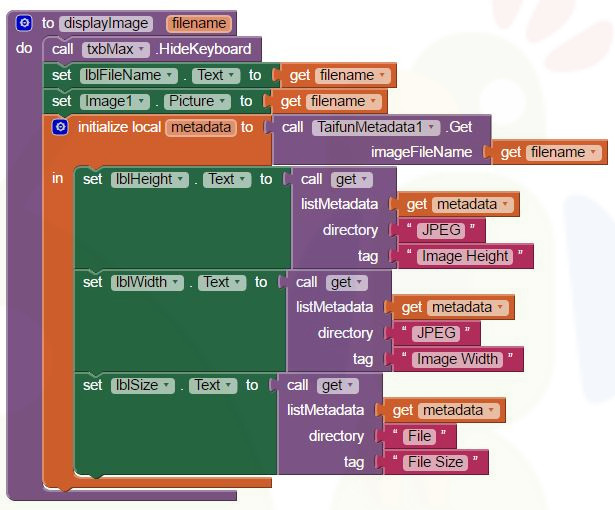 to displayImage filename
do call txbMax .HideKeyboard
set lblFileName . Text to get filename
set Image1 . Picture to get filename
initialize local metadata to call TaifunMetadata1 .Get
imageFileName get filename
in set lblHeight . Text to call get
listMetadata get metadata
directory “ JPEG ”
tag “ Image Height ”
set lblWidth . Text to call get
listMetadata get metadata
directory “ JPEG ”
tag “ Image Width ”
set lblSize . Text to call get
listMetadata get metadata
directory “ File ”
tag “ File Size ”